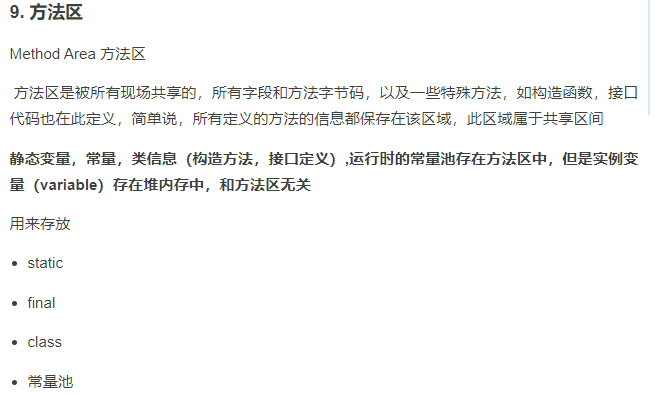 9. 方法区
Method Area 方法区
方法区是被所有现场共享的，所有字段和方法字节码，以及一些特殊方法，如构造函数，接口
代码也在此定义，简单说，所有定义的方法的信息都保存在该区域，此区域属于共享区间
静态变量，常量，类信息（构造方法，接口定义）,运行时的常量池存在方法区中，但是实例变
量（variable）存在堆内存中，和方法区无关
用来存放
• static
• final
• class
• 常量池